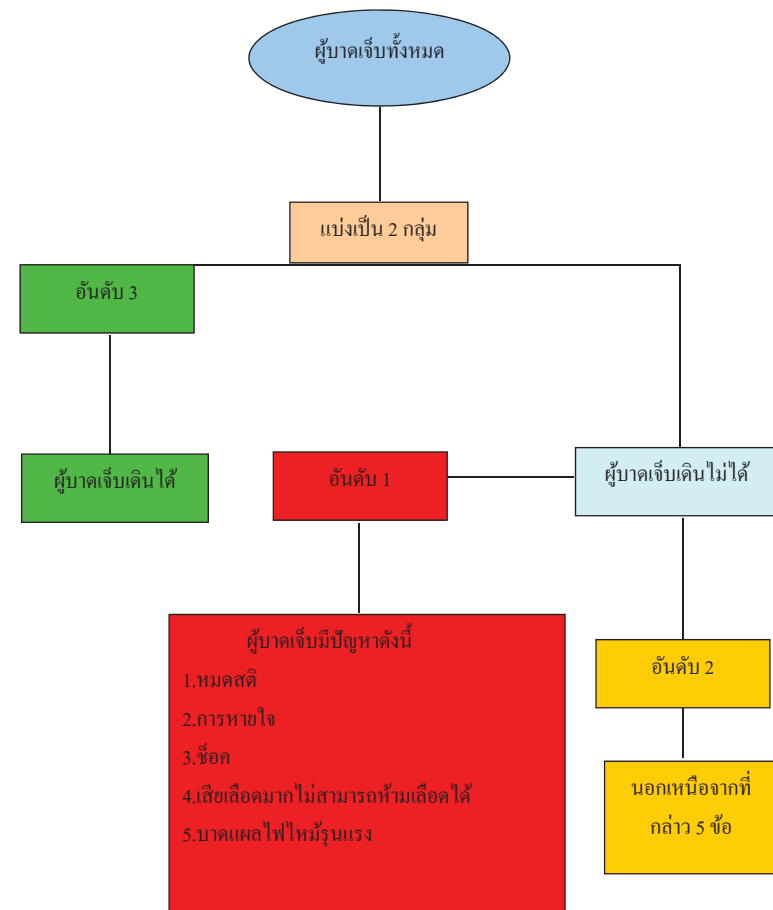 ผู้บาดเจ็บทั้งหมด
แบ่งเป็น 2 กลุ่ม
อันดับ 3
ผู้บาดเจ็บเดินได้
อันดับ 1
ผู้บาดเจ็บเดินไม่ได้
ผู้บาดเจ็บมีปัญหาดังนี้
1.หมดสติ
2.การหายใจ
3.ช็อค
4.เสียเลือดมากไม่สามารถห้ามเลือดได้
5.บาดแผลไฟไหม้รุนแรง
อันดับ 2
นอกเหนือจากที่
กล่าว 5 ข้อ